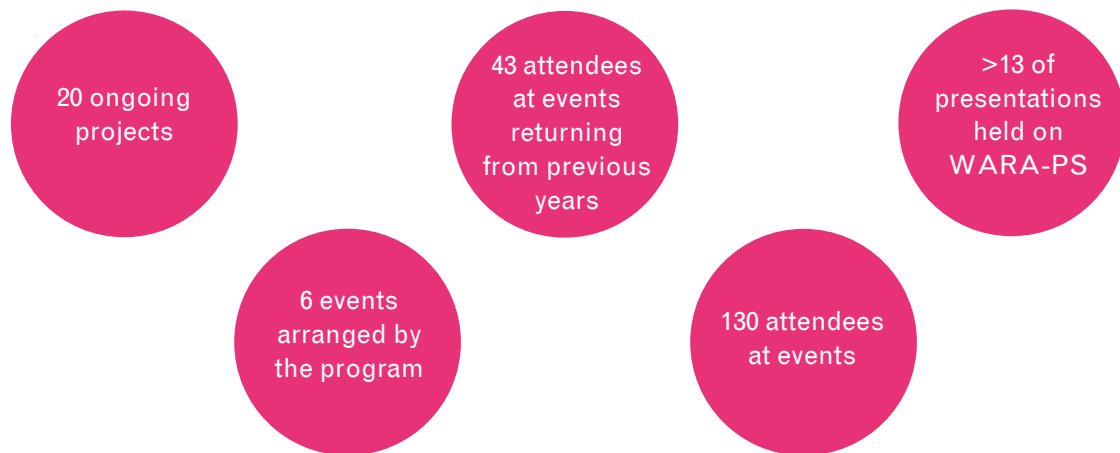 20 ongoing
projects
43 attendees
at events
returning
from previous
years
>13 of
presentations
held on
WARA-PS
6 events
arranged by
the program
130 attendees
at events